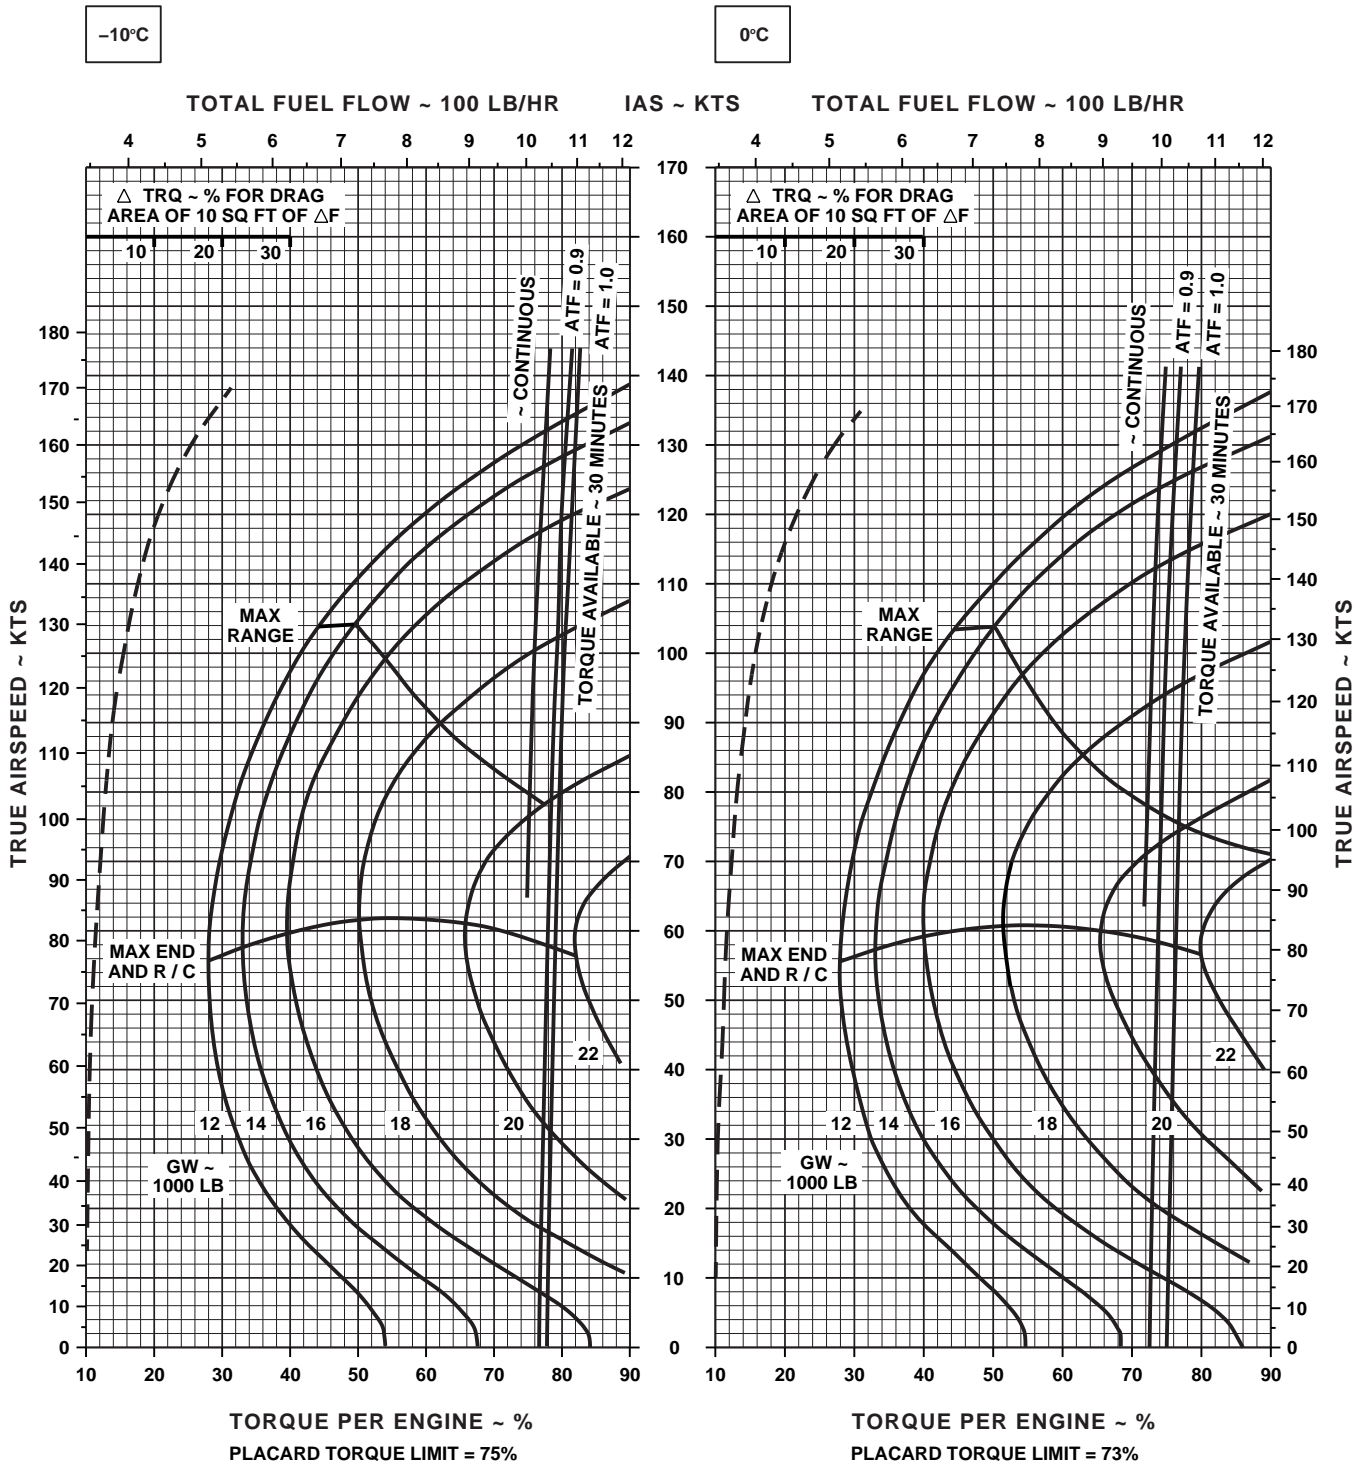 –10°C
0°C
TOTAL FUEL FLOW ~ 100 LB/HR IAS ~ KTS TOTAL FUEL FLOW ~ 100 LB/HR
4 5 6 7 8 9 10 11 12
4 5 6 7 8 9 10 11 12
△ TRQ ~ % FOR DRAG
AREA OF 10 SQ FT OF △F
10 20 30
~ CONTINUOUS
ATF = 0.9
ATF = 1.0
TORQUE AVAILABLE ~ 30 MINUTES
MAX
RANGE
MAX END
AND R / C
GW ~
1000 LB
12 14 16 18 20 22
TRUE AIRSPEED ~ KTS
180
170
160
150
140
130
120
110
100
90
80
70
60
50
40
30
20
10
0
10 20 30 40 50 60 70 80 90
TORQUE PER ENGINE ~ %
PLACARD TORQUE LIMIT = 75%
170
160
150
140
130
120
110
100
90
80
70
60
50
40
30
20
10
0
△ TRQ ~ % FOR DRAG
AREA OF 10 SQ FT OF △F
10 20 30
~ CONTINUOUS
ATF = 0.9
ATF = 1.0
TORQUE AVAILABLE ~ 30 MINUTES
MAX
RANGE
MAX END
AND R / C
GW ~
1000 LB
12 14 16 18 20 22
180
170
160
150
140
130
120
110
100
90
80
70
60
50
40
30
20
10
0
TRUE AIRSPEED ~ KTS
10 20 30 40 50 60 70 80 90
TORQUE PER ENGINE ~ %
PLACARD TORQUE LIMIT = 73%